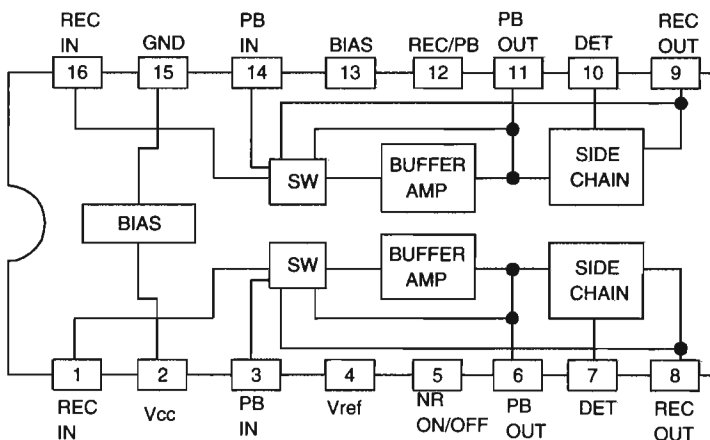 REC IN
GND
PB IN
BIAS
REC/PB
PB OUT
DET
REC OUT
16
15
14
13
12
11
10
9
SW
BUFFER AMP
SIDE CHAIN
BIAS
SW
BUFFER AMP
SIDE CHAIN
1
2
3
4
5
6
7
8
REC IN
Vcc
PB IN
Vref
NR ON/OFF
PB OUT
DET
REC OUT